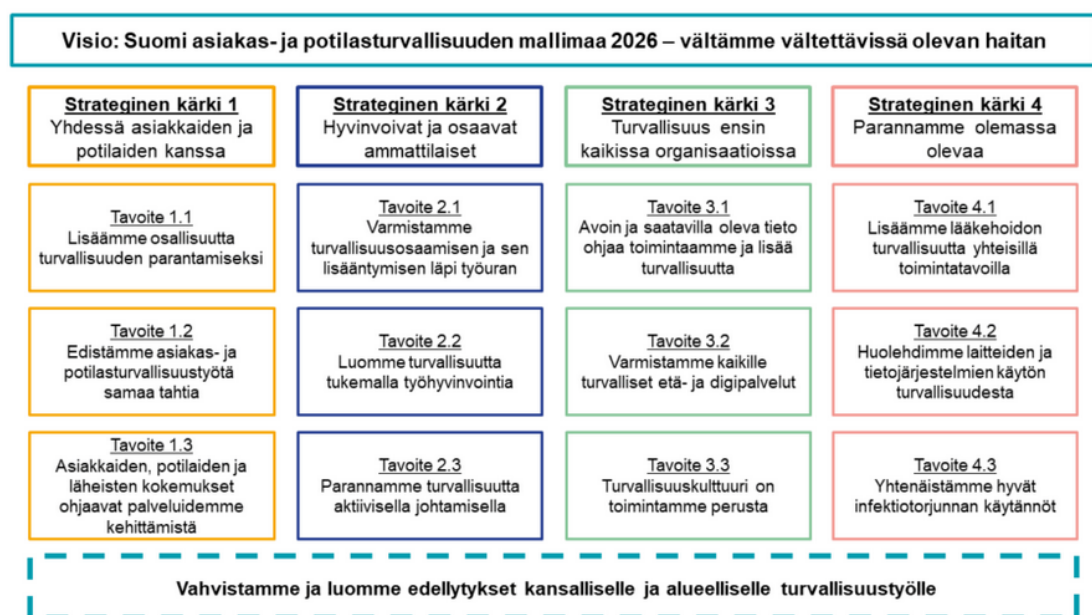 Visio: Suomi asiakas- ja potilasturvallisuuden mallimaa 2026 – vältämme vältettävissä olevan haitan
Strateginen kärki 1
Yhdessä asiakkaiden ja
potilaiden kanssa
Strateginen kärki 2
Hyvinvoivat ja osaavat
ammattilaiset
Strateginen kärki 3
Turvallisuus ensin
kaikissa organisaatioissa
Strateginen kärki 4
Parannamme olemassa
olevaa
Tavoite 1.1
Lisäämme osallisuutta
turvallisuuden parantamiseksi
Tavoite 2.1
Varmistamme
turvallisuusosaamisen ja sen
lisääntymisen läpi työuran
Tavoite 3.1
Avoin ja saatavilla oleva tieto
ohjaa toimintaamme ja lisää
turvallisuutta
Tavoite 4.1
Lisäämme lääkehoidon
turvallisuutta yhteisillä
toimintatavoilla
Tavoite 1.2
Edistämme asiakas- ja
potilasturvallisuustyötä
samaa tahtia
Tavoite 2.2
Luomme turvallisuutta
tukemalla työhyvinvointia
Tavoite 3.2
Varmistamme kaikille
turvalliset etä- ja digipalvelut
Tavoite 4.2
Huolehdimme laitteiden ja
tietojärjestelmien käytön
turvallisuudesta
Tavoite 1.3
Asiakkaiden, potilaiden ja
läheisten kokemukset
ohjaavat palveluidemme
kehittämistä
Tavoite 2.3
Parannamme turvallisuutta
aktiivisella johtamisella
Tavoite 3.3
Turvallisuuskulttuuri on
toimintamme perusta
Tavoite 4.3
Yhtenäistämme hyvät
infektiotorjunnan käytännöt
Vahvistamme ja luomme edellytykset kansalliselle ja alueelliselle turvallisuustyölle